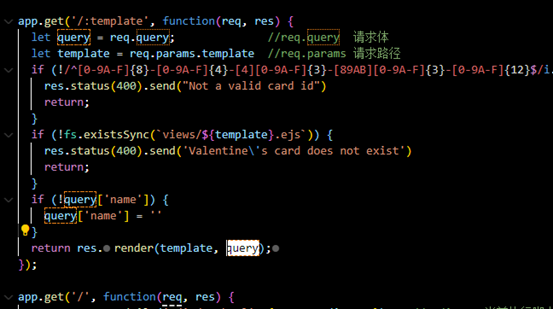 app.get('/:template', function(req, res) {
let query = req.query; //req.query 请求体
let template = req.params.template //req.params 请求路径
if (!/^[0-9A-F]{8}-[0-9A-F]{4}-[4][0-9A-F]{3}-[89AB][0-9A-F]{3}-[0-9A-F]{12}$/i.
res.status(400).send("Not a valid card id")
return;
}
if (!fs.existsSync(`views/${template}.ejs`)) {
res.status(400).send('Valentine\'s card does not exist')
return;
}
if (!query['name']) {
query['name'] = ''
}
return res.render(template, query);
});
app.get('/', function(req, res) {